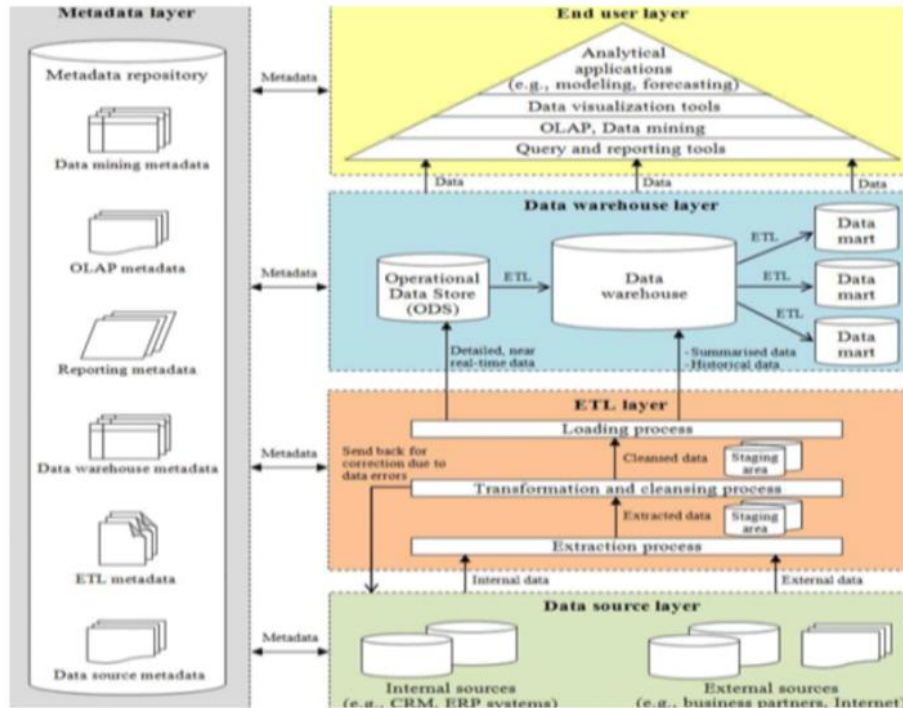 Metadata layer
Metadata repository
Data mining metadata
OLAP metadata
Reporting metadata
Data warehouse metadata
ETL metadata
Data source metadata
Metadata
Metadata
Metadata
Metadata
End user layer
Analytical
applications
(e.g., modeling, forecasting)
Data visualization tools
OLAP, Data mining
Query and reporting tools
Data
Data
Data
Data warehouse layer
Operational
Data Store
(ODS)
ETL
Data
warehouse
ETL
ETL
ETL
Data
mart
Data
mart
Data
mart
Detailed, near
real-time data
- Summarised data
- Historical data
ETL layer
Loading process
Send back for
correction due to
data errors
Cleansed data
Staging
area
Transformation and cleansing process
Extracted data
Staging
area
Extraction process
Internal data
External data
Data source layer
Internal sources
(e.g., CRM, ERP systems)
External sources
(e.g., business partners, Internet)